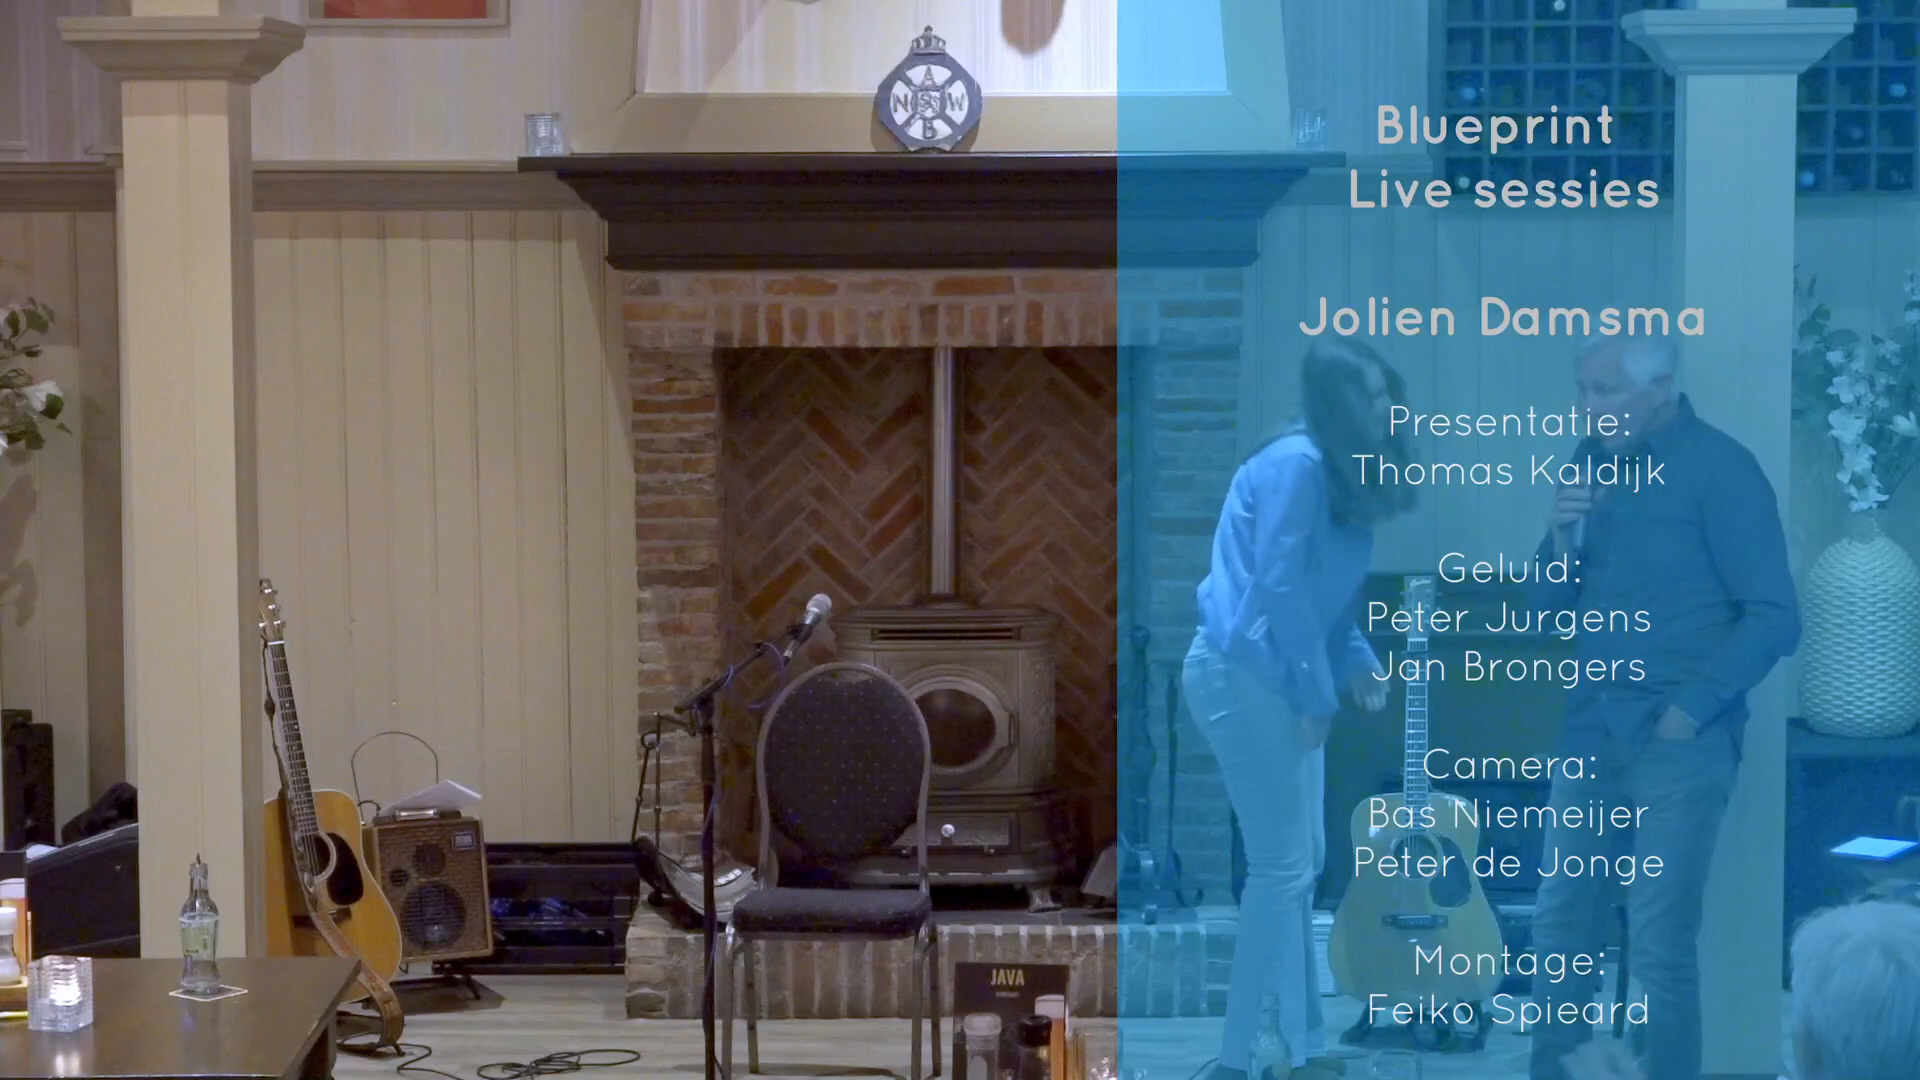 A
N W
B
JAVA
Blueprint
Live sessies
Jolien Damsma
Presentatie:
Thomas Kaldijk
Geluid:
Peter Jurgens
Jan Brongers
Camera:
Bas Niemeijer
Peter de Jonge
Montage:
Feiko Spieard